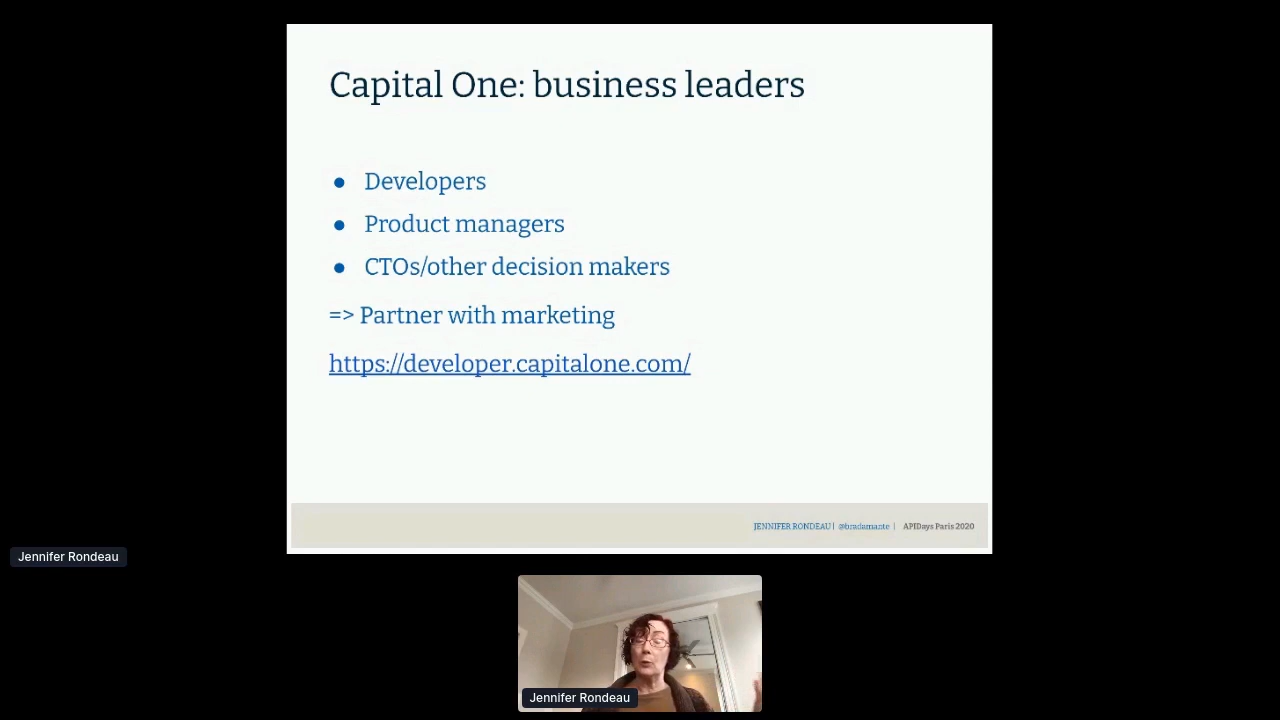 Capital One: business leaders
● Developers
● Product managers
● CTOs/other decision makers
=> Partner with marketing
https://developer.capitalone.com/
JENNIFER RONDEAU | @bradamante | APIDays Paris 2020
Jennifer Rondeau
Jennifer Rondeau